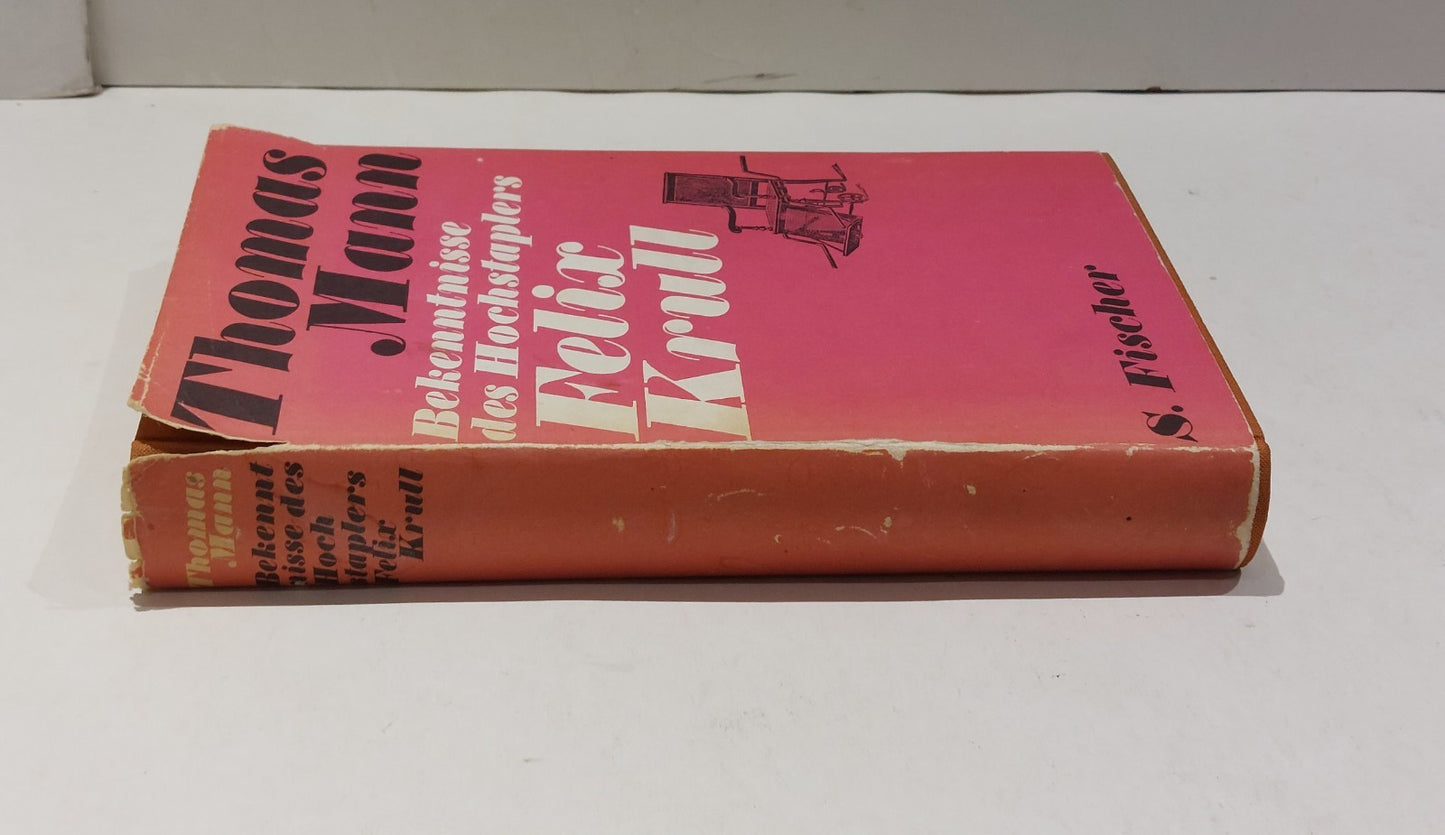 Thomas
Mann
Bekenntnisse
des Hochstaplers
Felix
Krull
S. Fischer
Thomas
Mann
Bekennt
nisse des
Hoch
staplers
Felix
Krull